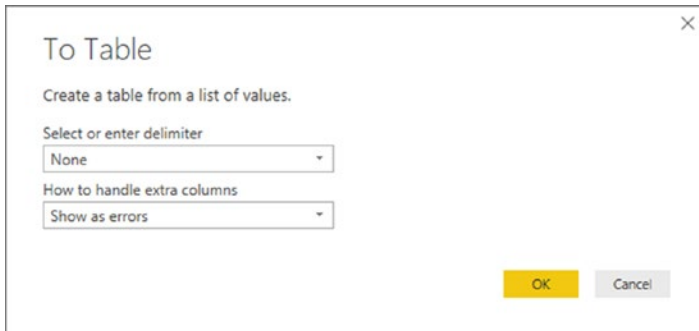 To Table
Create a table from a list of values.
Select or enter delimiter
None
How to handle extra columns
Show as errors
OK Cancel